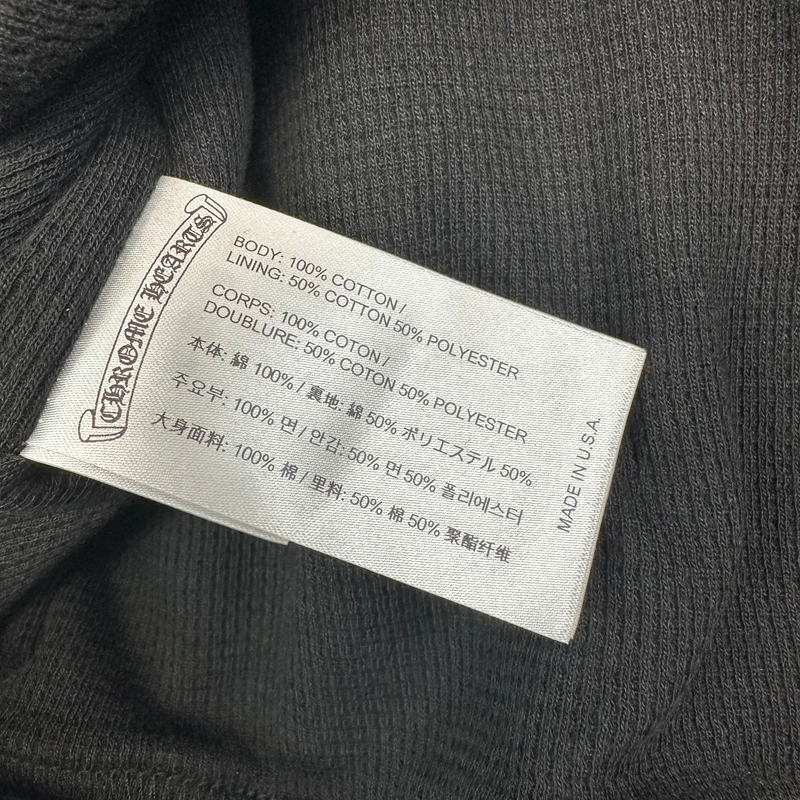 CHROME HEARTS
BODY: 100% COTTON /
LINING: 50% COTTON 50% POLYESTER
CORPS: 100% COTON /
DOUBLURE: 50% COTON 50% POLYESTER
本体: 綿 100% / 裏地: 綿 50% ポリエステル 50%
주요부: 100% 면 / 안감: 50% 면 50% 폴리에스터
大身面料: 100% 棉 / 里料: 50% 棉 50% 聚酯纤维
MADE IN U.S.A.